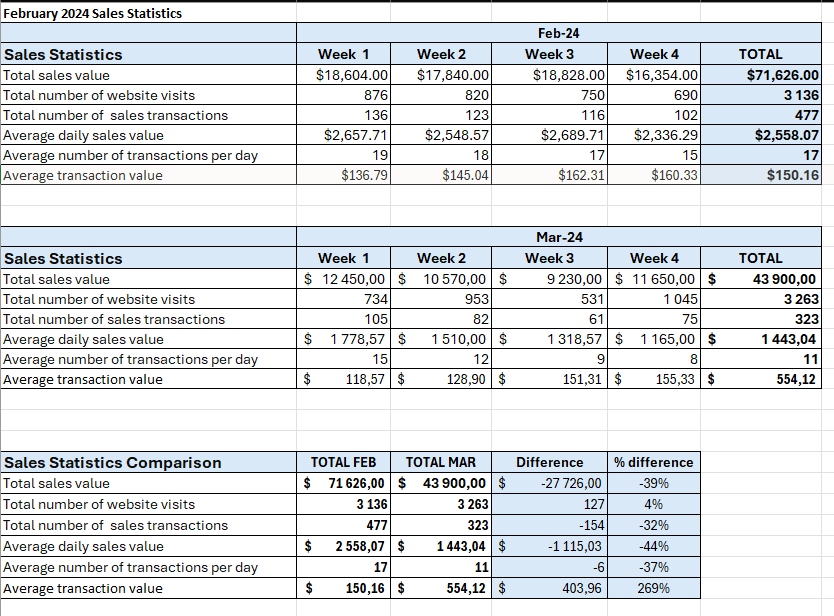 February 2024 Sales Statistics
Feb-24
Sales Statistics Week 1 Week 2 Week 3 Week 4 TOTAL
Total sales value $18,604.00 $17,840.00 $18,828.00 $16,354.00 $71,626.00
Total number of website visits 876 820 750 690 3 136
Total number of sales transactions 136 123 116 102 477
Average daily sales value $2,657.71 $2,548.57 $2,689.71 $2,336.29 $2,558.07
Average number of transactions per day 19 18 17 15 17
Average transaction value $136.79 $145.04 $162.31 $160.33 $150.16
Mar-24
Sales Statistics Week 1 Week 2 Week 3 Week 4 TOTAL
Total sales value $ 12 450,00 $ 10 570,00 $ 9 230,00 $ 11 650,00 $ 43 900,00
Total number of website visits 734 953 531 1 045 3 263
Total number of sales transactions 105 82 61 75 323
Average daily sales value $ 1 778,57 $ 1 510,00 $ 1 318,57 $ 1 165,00 $ 1 443,04
Average number of transactions per day 15 12 9 8 11
Average transaction value $ 118,57 $ 128,90 $ 151,31 $ 155,33 $ 554,12
Sales Statistics Comparison TOTAL FEB TOTAL MAR Difference % difference
Total sales value $ 71 626,00 $ 43 900,00 $ -27 726,00 -39%
Total number of website visits 3 136 3 263 127 4%
Total number of sales transactions 477 323 -154 -32%
Average daily sales value $ 2 558,07 $ 1 443,04 $ -1 115,03 -44%
Average number of transactions per day 17 11 -6 -37%
Average transaction value $ 150,16 $ 554,12 $ 403,96 269%